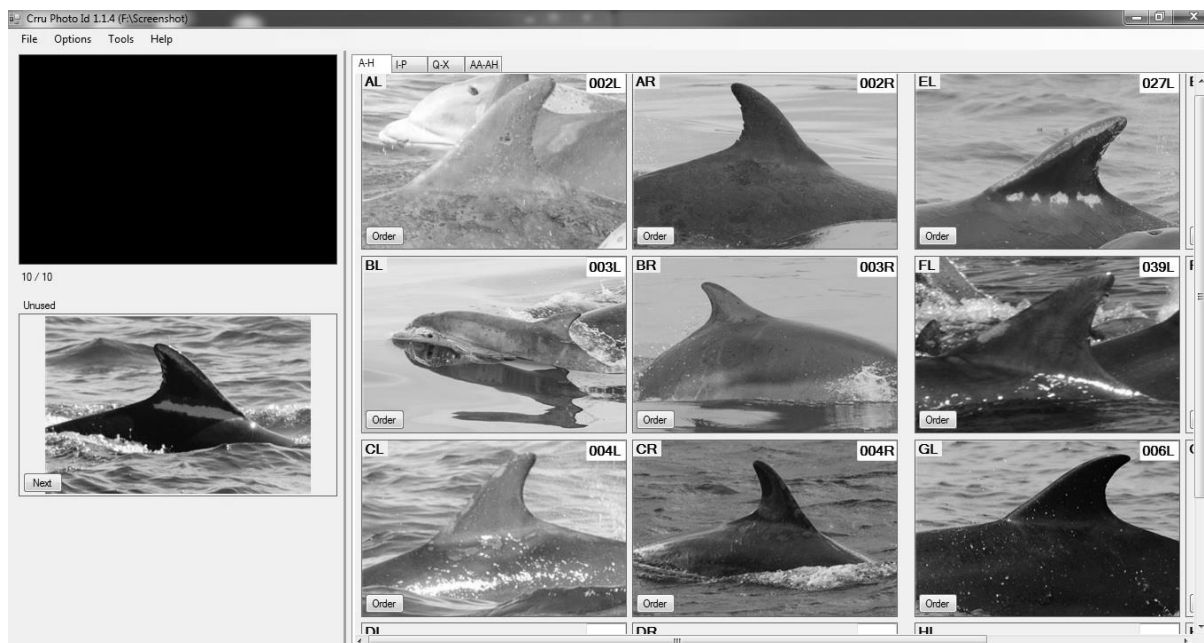 Crru Photo Id 1.1.4 (F:\Screenshot)
File Options Tools Help
A-H I-P Q-X AA-AH
AL 002L AR 002R EL 027L
Order Order Order
10 / 10
Unused
BL 003L BR 003R FL 039L
Order Order Order
CL 004L CR 004R GL 006L
Next
Order Order Order
DL DR HL